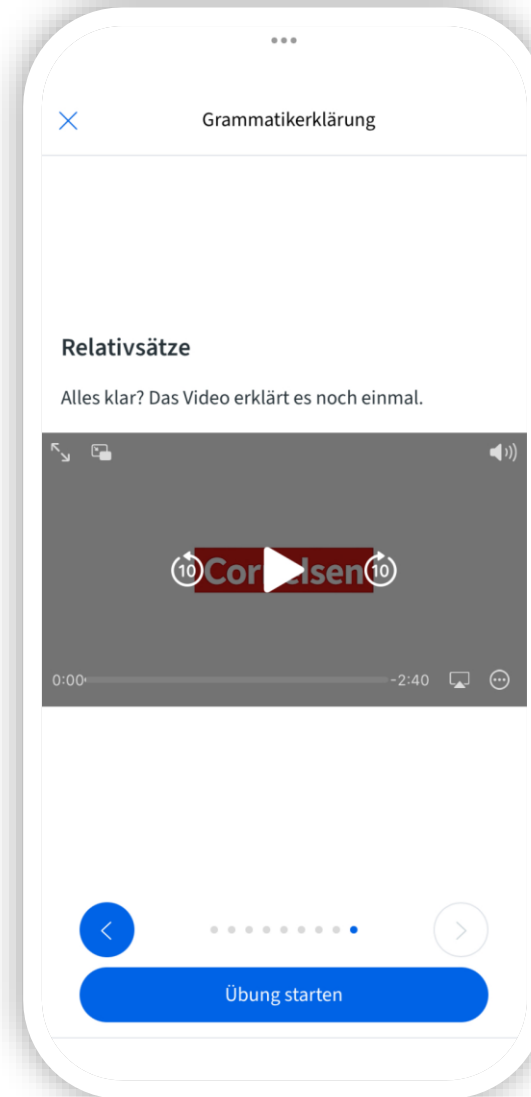 Grammatikerklärung
Relativsätze
Alles klar? Das Video erklärt es noch einmal.
10 Cornelsen 10
0:00 -2:40
Übung starten